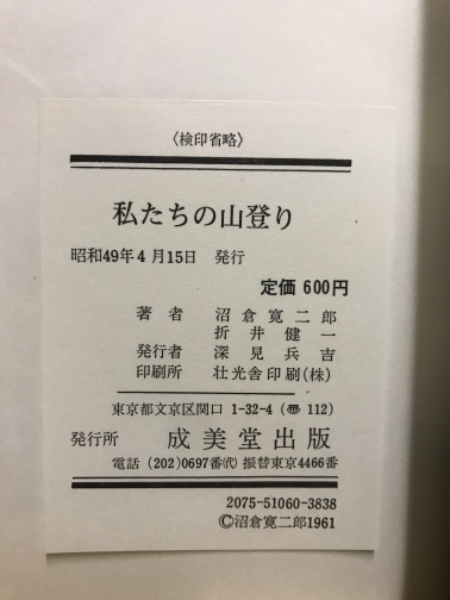 〈検印省略〉
私たちの山登り
昭和49年4月15日 発行
定価 600円
著者 沼倉寛二郎
折井健一
発行者 深見兵吉
印刷所 壮光舎印刷(株)
東京都文京区関口 1-32-4 (〠 112)
発行所 成美堂出版
電話 (202)0697番㈹ 振替東京4466番
2075-51060-3838
©沼倉寛二郎1961